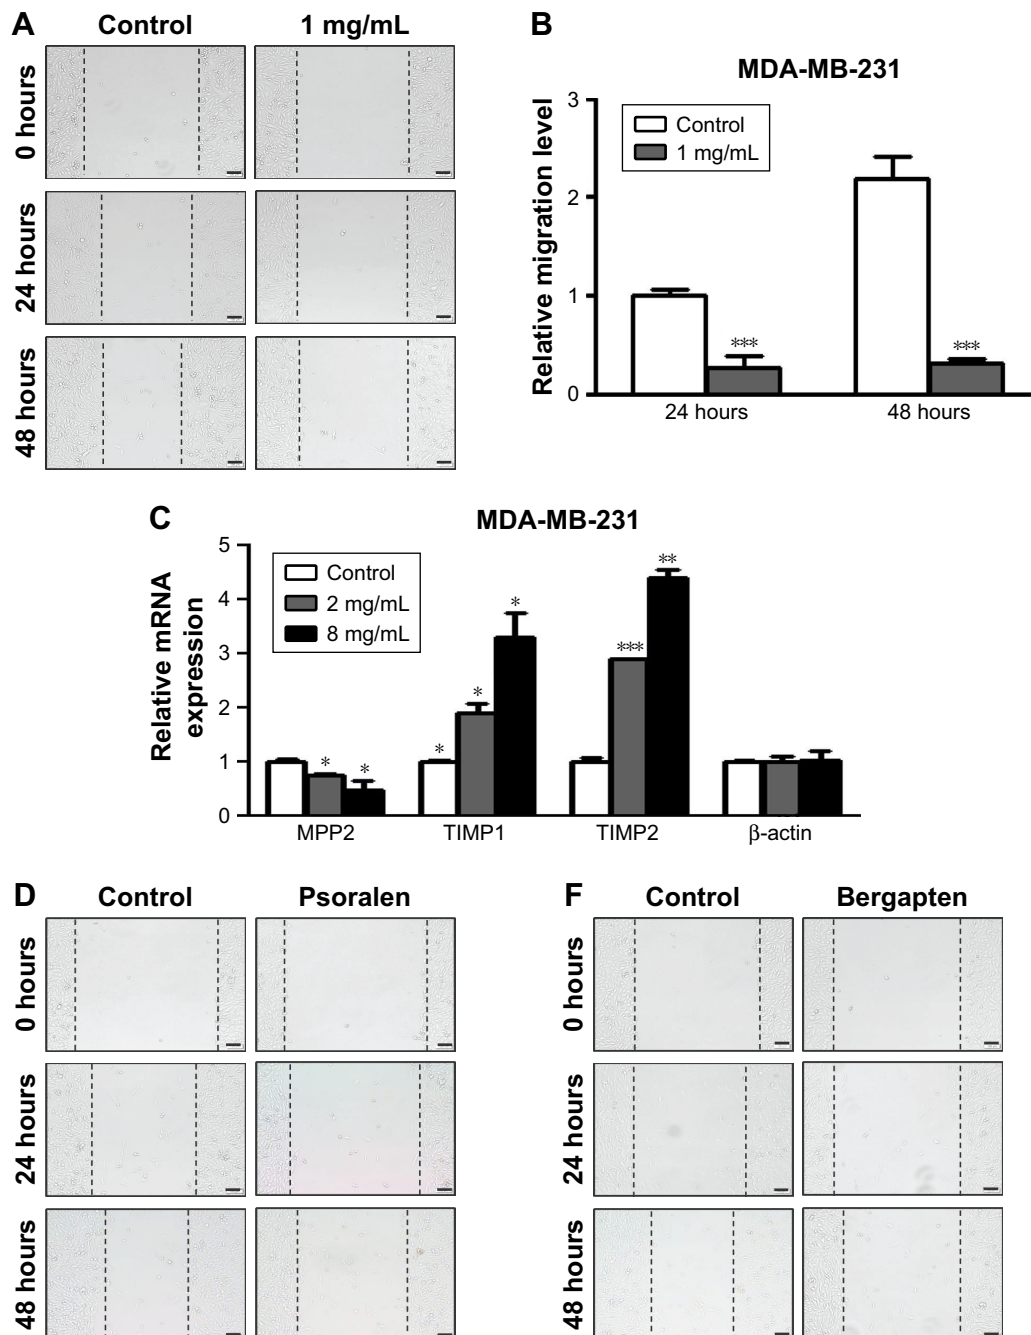 A
Control
1 mg/mL
0 hours
24 hours
48 hours
B
MDA-MB-231
Relative migration level
3
2
1
0
Control
1 mg/mL
***
***
24 hours
48 hours
C
MDA-MB-231
Relative mRNA
expression
5
4
3
2
1
0
Control
2 mg/mL
8 mg/mL
*
*
*
*
*
***
**
MPP2
TIMP1
TIMP2
β-actin
D
Control
Psoralen
0 hours
24 hours
48 hours
F
Control
Bergapten
0 hours
24 hours
48 hours